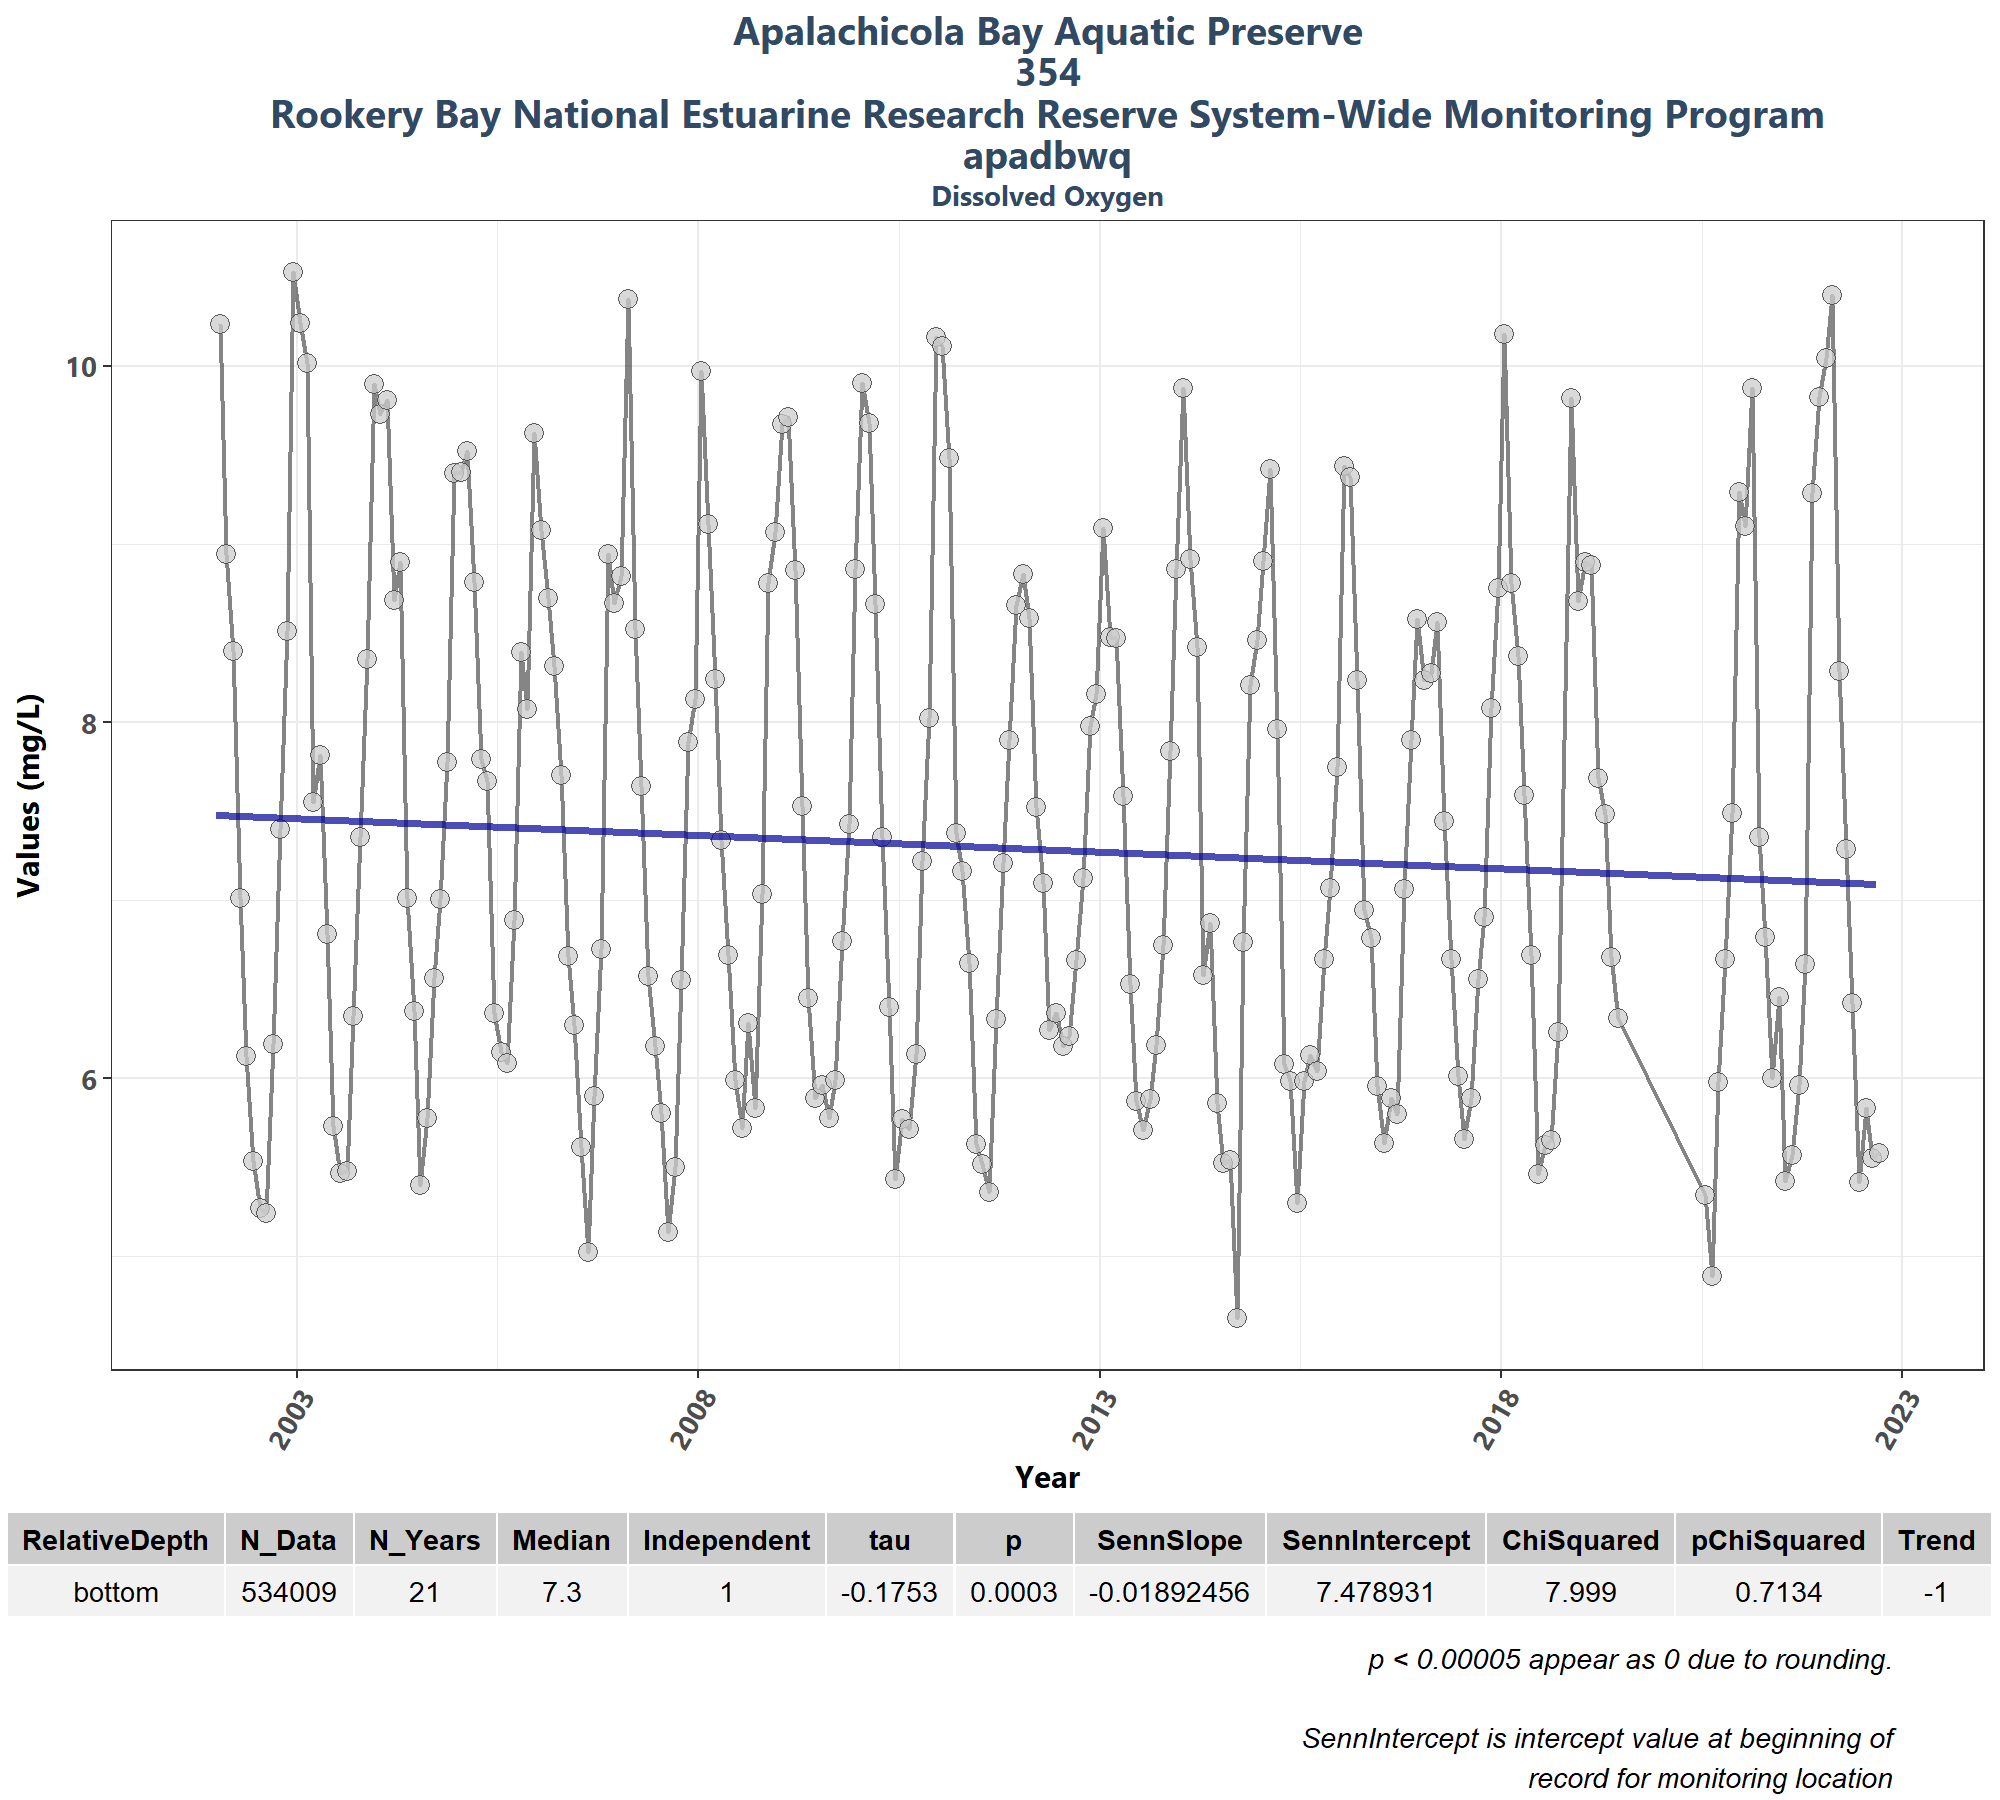 Apalachicola Bay Aquatic Preserve
354
Rookery Bay National Estuarine Research Reserve System-Wide Monitoring Program
apadbwq
Dissolved Oxygen
10
8
6
Values (mg/L)
2003 2008 2013 2018 2023
Year
RelativeDepth N_Data N_Years Median Independent tau p SennSlope SennIntercept ChiSquared pChiSquared Trend
bottom 534009 21 7.3 1 -0.1753 0.0003 -0.01892456 7.478931 7.999 0.7134 -1
p < 0.00005 appear as 0 due to rounding.
SennIntercept is intercept value at beginning of
record for monitoring location